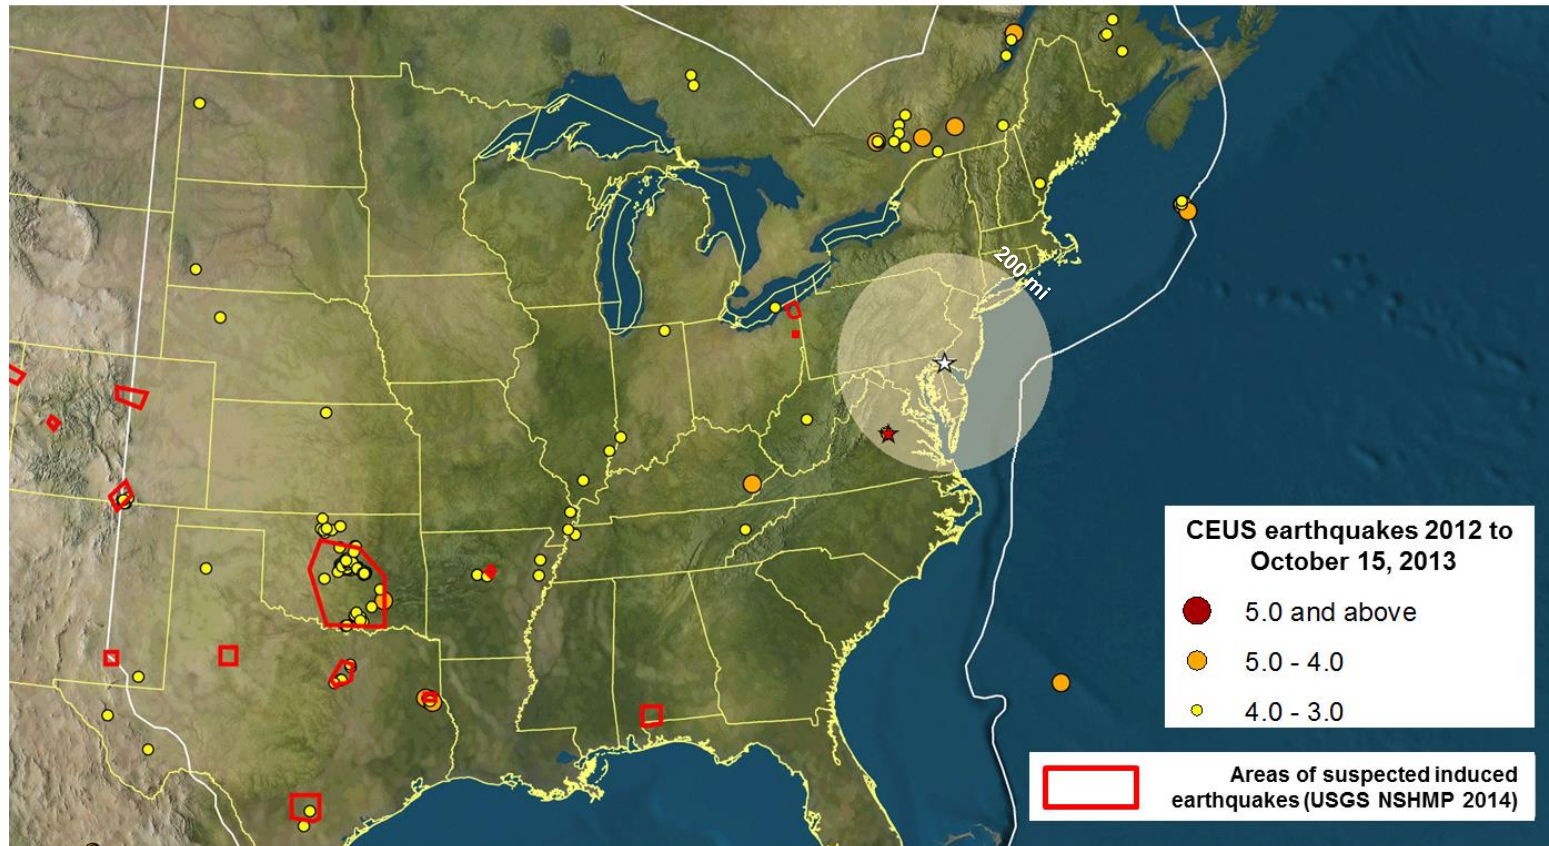 200 mi
CEUS earthquakes 2012 to
October 15, 2013
5.0 and above
5.0 - 4.0
4.0 - 3.0
Areas of suspected induced
earthquakes (USGS NSHMP 2014)